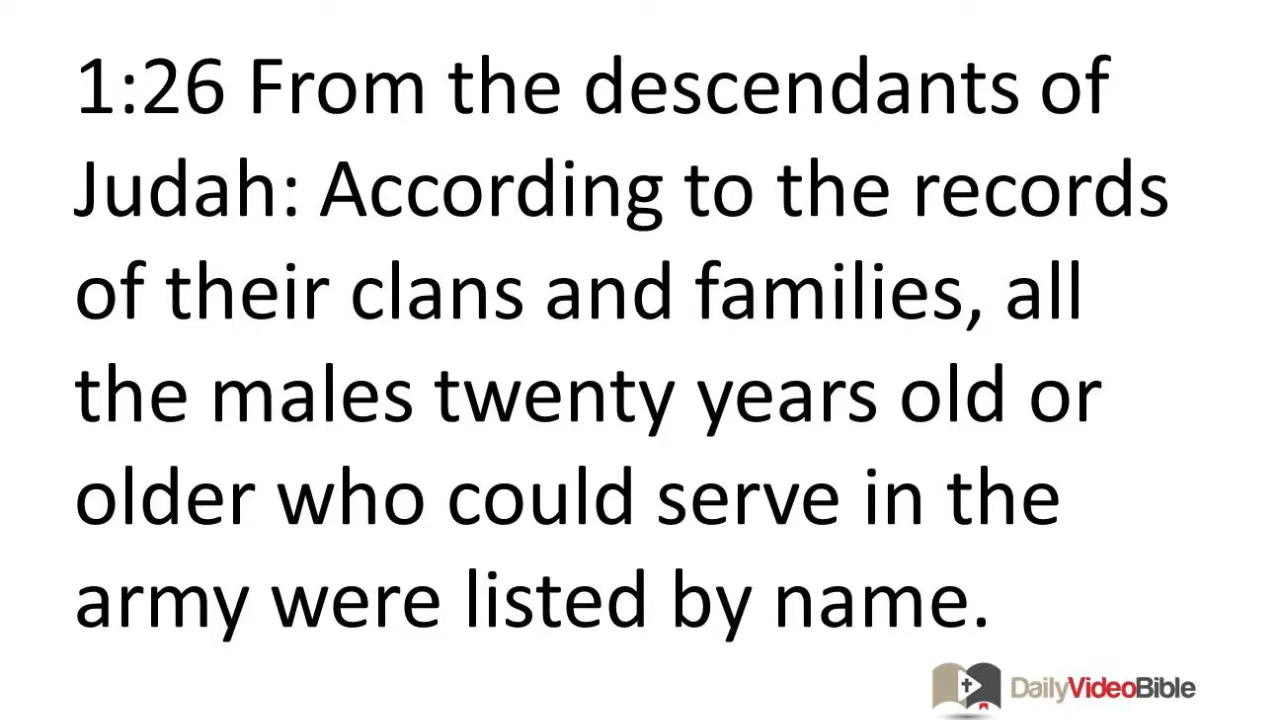 1:26 From the descendants of
Judah: According to the records
of their clans and families, all
the males twenty years old or
older who could serve in the
army were listed by name.
DailyVideoBible